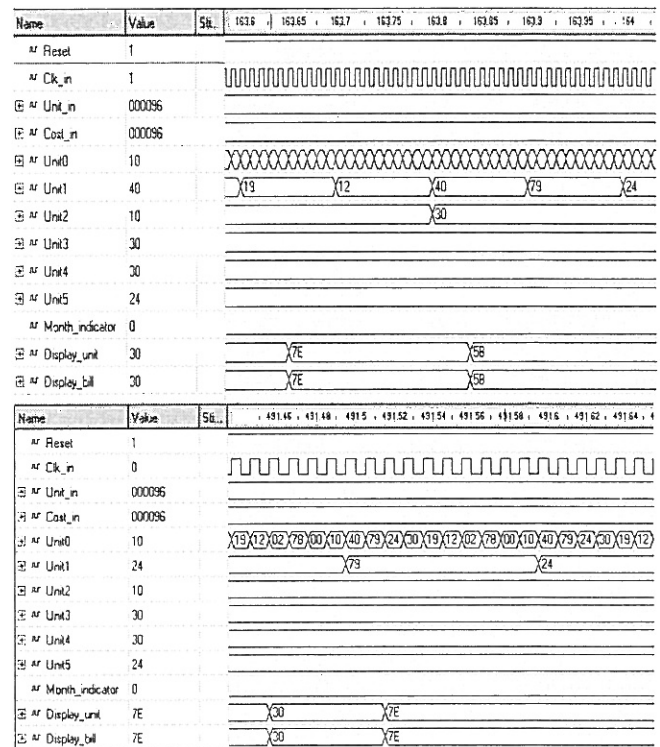 Name Value Sti... 163.6 163.65 163.7 163.75 163.8 163.85 163.9 163.95 164
Reset 1
Clk_in 1
Unit_in 000096
Cost_in 000096
Unit0 10
Unit1 40 19 12 40 79 24
Unit2 10 30
Unit3 30
Unit4 30
Unit5 24
Month_indicator 0
Display_unit 30 7E 5B
Display_bill 30 7E 5B
Name Value Sti... 491.46 491.48 491.5 491.52 491.54 491.56 491.58 491.6 491.62 491.64
Reset 1
Clk_in 0
Unit_in 000096
Cost_in 000096
Unit0 10 19 12 02 78 00 10 40 79 24 30 19 12 02 78 00 10 40 79 24 30 19 12
Unit1 24 79 24
Unit2 10
Unit3 30
Unit4 30
Unit5 24
Month_indicator 0
Display_unit 7E 30 7E
Display_bill 7E 30 7E